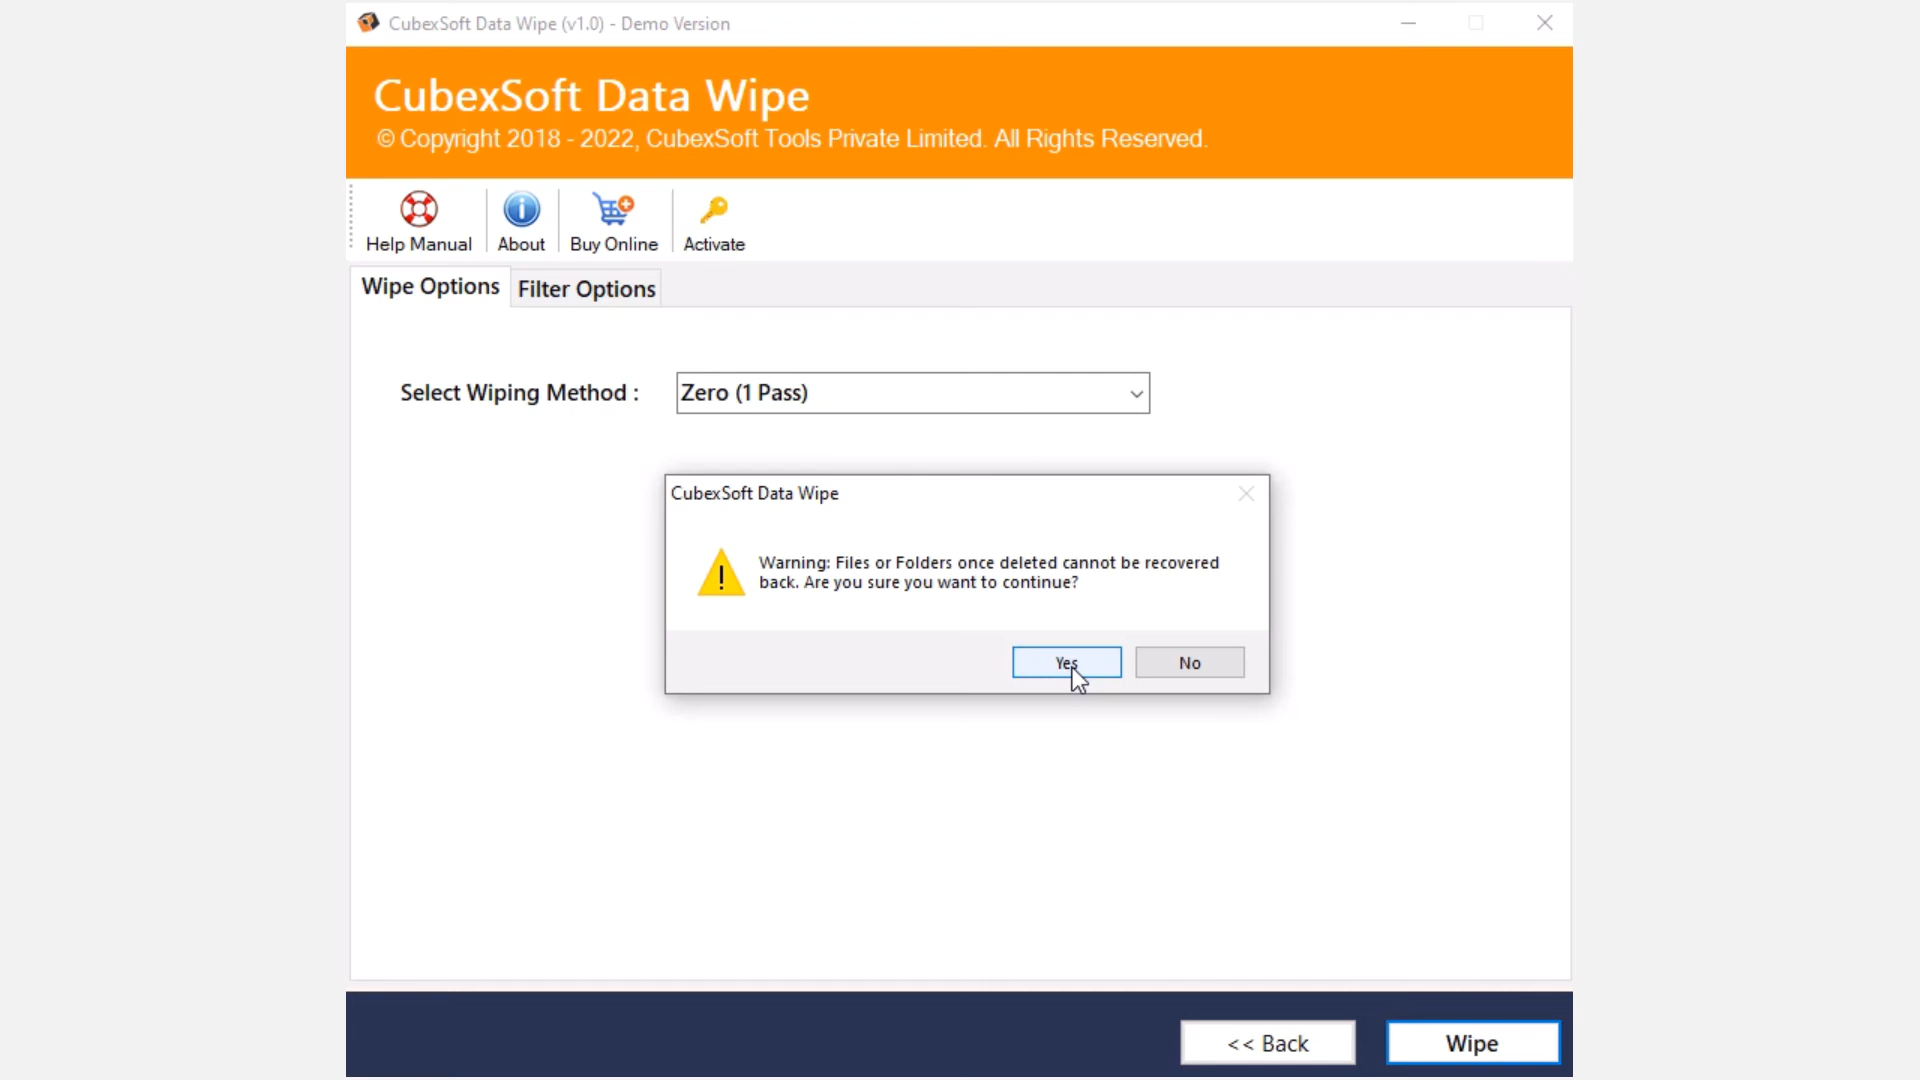 CubexSoft Data Wipe (v1.0) - Demo Version
CubexSoft Data Wipe
© Copyright 2018 - 2022, CubexSoft Tools Private Limited. All Rights Reserved.
Help Manual
About
Buy Online
Activate
Wipe Options
Filter Options
Select Wiping Method :
Zero (1 Pass)
CubexSoft Data Wipe
Warning: Files or Folders once deleted cannot be recovered
back. Are you sure you want to continue?
Yes
No
<< Back
Wipe